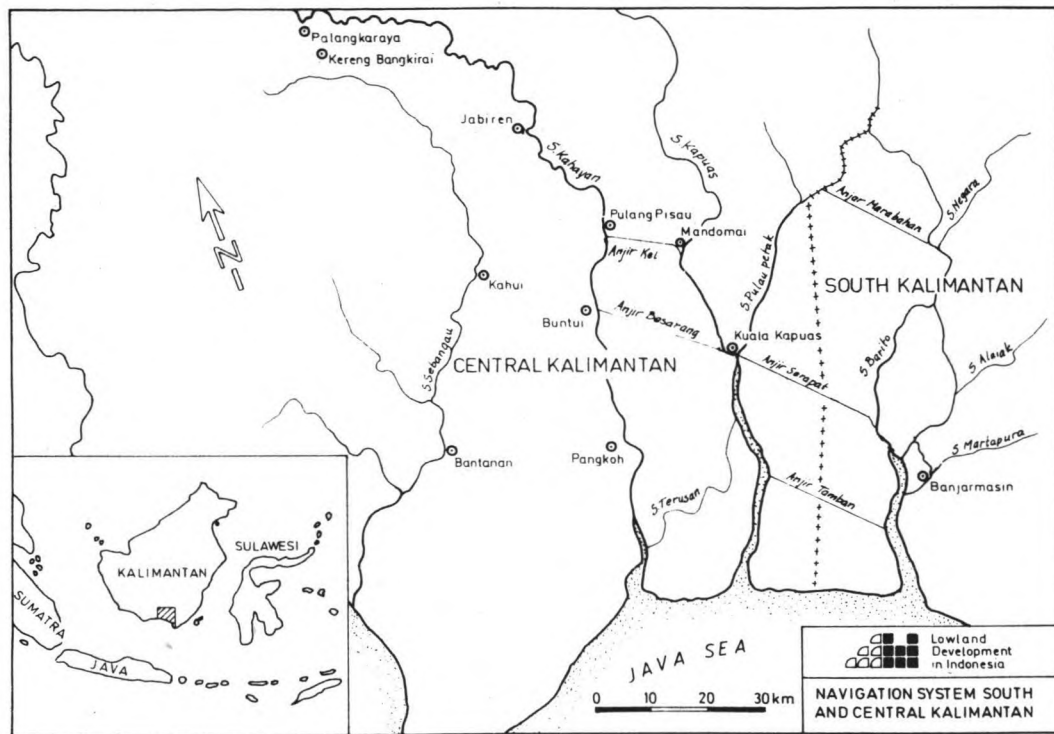 Palangkaraya
Kereng Bangkirai
Jabiren
S.Kahayan
S.Kapuas
Pulang Pisau
Mandomai
Anjir Kel
S.Pulau petak
Anjar Marabahan
S.Negara
Kahui
SOUTH KALIMANTAN
Buntui
Anjir Basarang
Kuala Kapuas
S.Sebangau
CENTRAL KALIMANTAN
Anjir Serapat
S.Barito
S.Alalak
Bantanan
Pangkoh
S.Terusan
Anjir Tamban
S.Martapura
Banjarmasin
N
SULAWESI
KALIMANTAN
SUMATRA
JAVA
JAVA SEA
0 10 20 30 km
Lowland
Development
in Indonesia
NAVIGATION SYSTEM SOUTH
AND CENTRAL KALIMANTAN